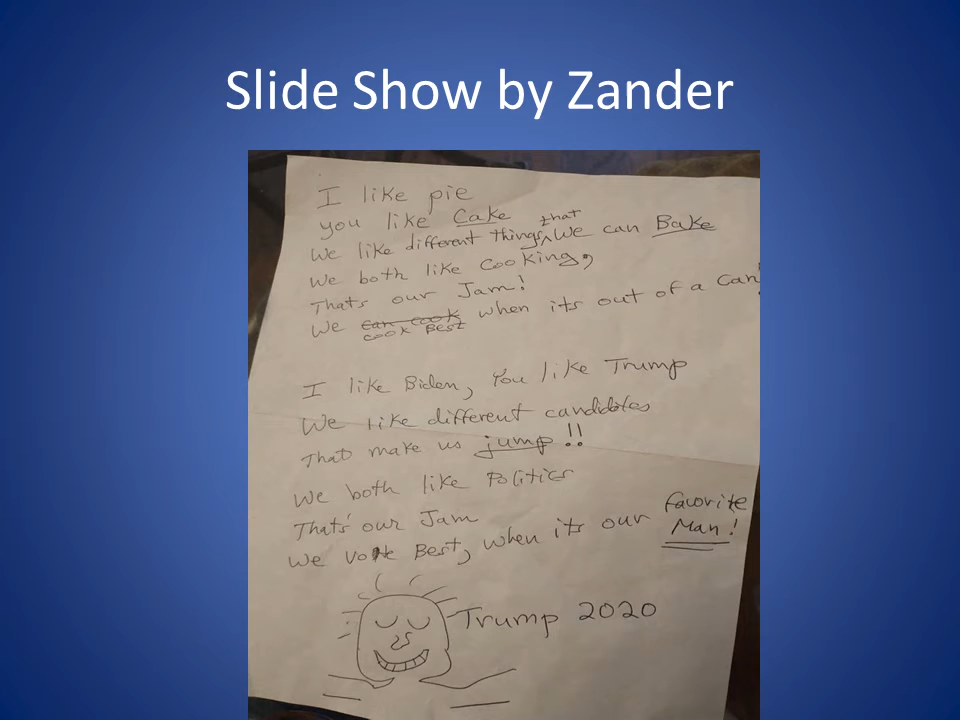 Slide Show by Zander
I like pie
you like Cake
We like different things that We can Bake
We both like Cooking,
Thats our Jam!
We can cook cook Best when its out of a Can!
I like Biden, You like Trump
We like different candidates
That make us jump!!
We both like Politics
That's our Jam
We Vote Best, when its our favorite Man!
Trump 2020